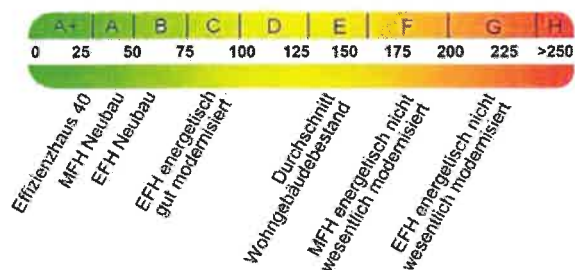 A+ A B C D E F G H
0 25 50 75 100 125 150 175 200 225 >250
Effizienzhaus 40
MFH Neubau
EFH Neubau
EFH energetisch
gut modernisiert
Durchschnitt
Wohngebäudebestand
MFH energetisch nicht
wesentlich modernisiert
EFH energetisch nicht
wesentlich modernisiert